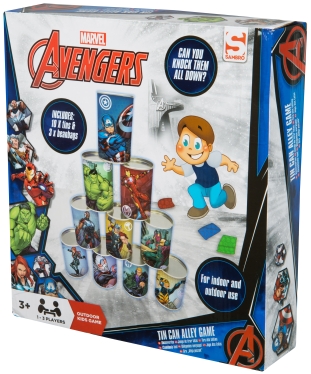 MARVEL
AVENGERS
CAN YOU
KNOCK THEM
ALL DOWN?
SAMBRO
INCLUDES:
10 X tins &
3 x beanbags
For indoor and
outdoor use
3+
1 - 3 PLAYERS
OUTDOOR
KIDS GAME
TIN CAN ALLEY GAME
TIN CAN ALLEY GAME